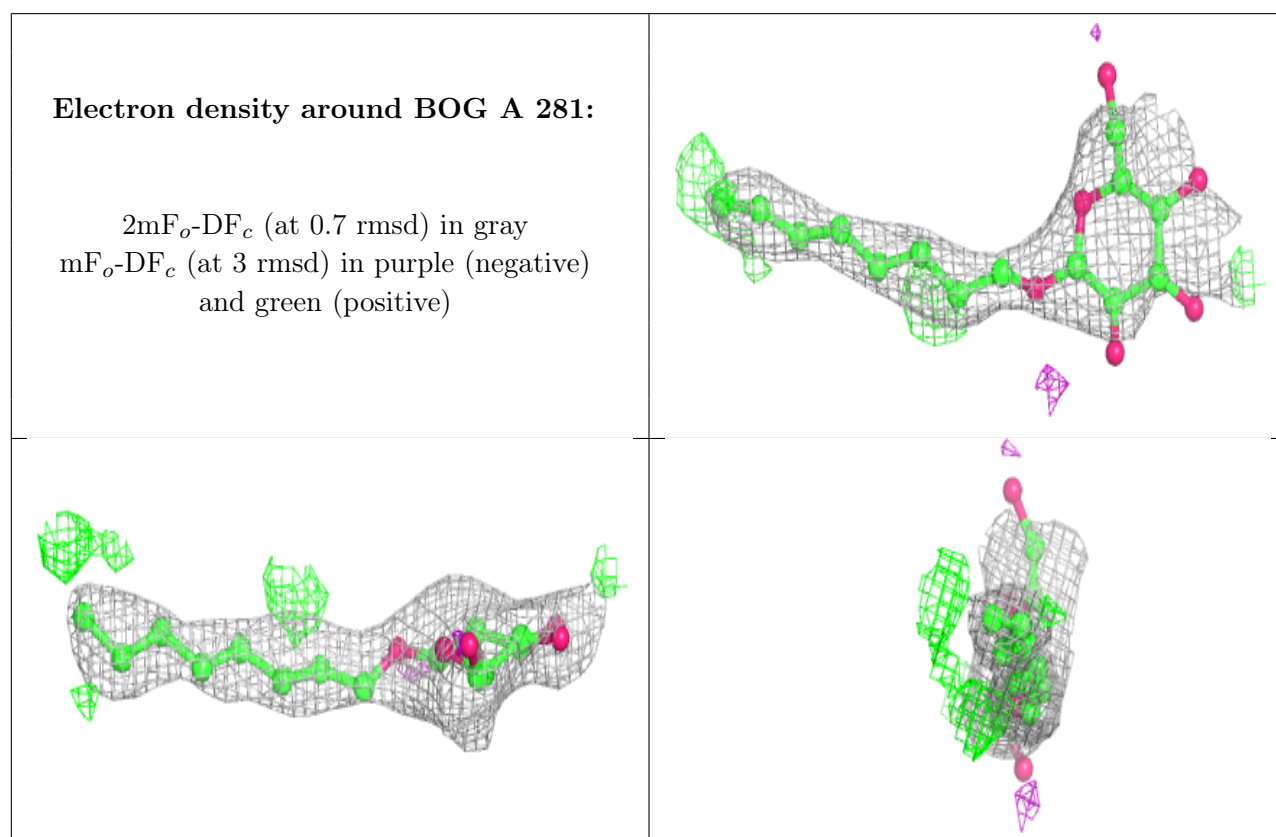 Electron density around BOG A 281:
2mFₒ-DF𝒸 (at 0.7 rmsd) in gray
mFₒ-DF𝒸 (at 3 rmsd) in purple (negative)
and green (positive)